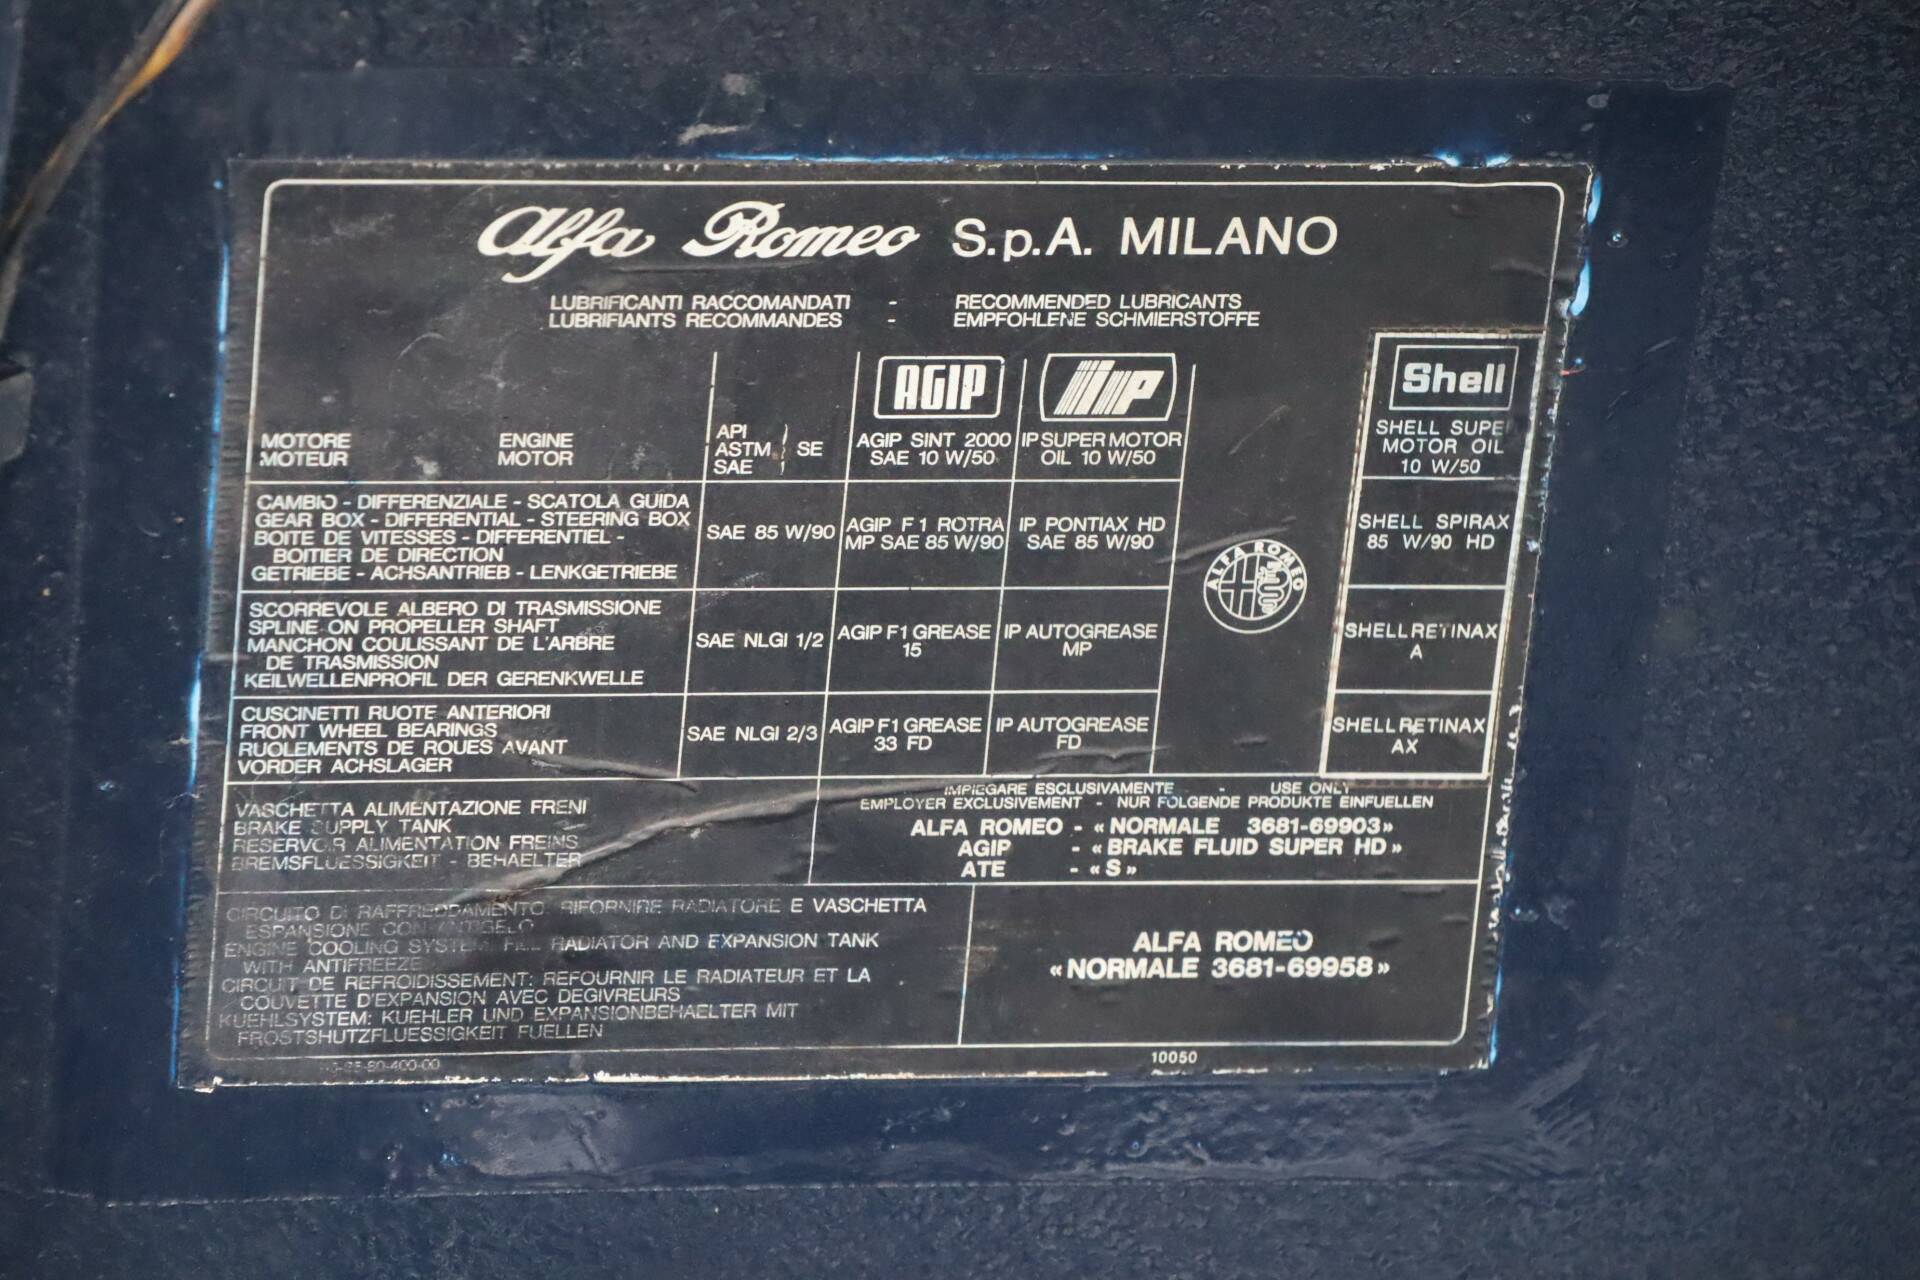 Alfa Romeo S.p.A. MILANO
LUBRIFICANTI RACCOMANDATI - RECOMMENDED LUBRICANTS
LUBRIFIANTS RECOMMANDES - EMPFOHLENE SCHMIERSTOFFE
AGIP
iP
Shell
MOTORE ENGINE
MOTEUR MOTOR
API
ASTM SE
SAE
AGIP SINT 2000
SAE 10 W/50
IP SUPER MOTOR
OIL 10 W/50
SHELL SUPE
MOTOR OIL
10 W/50
CAMBIO - DIFFERENZIALE - SCATOLA GUIDA
GEAR BOX - DIFFERENTIAL - STEERING BOX
BOITE DE VITESSES - DIFFERENTIEL -
BOITIER DE DIRECTION
GETRIEBE - ACHSANTRIEB - LENKGETRIEBE
SAE 85 W/90
AGIP F1 ROTRA
MP SAE 85 W/90
IP PONTIAX HD
SAE 85 W/90
ALFA ROMEO
SHELL SPIRAX
85 W/90 HD
SCORREVOLE ALBERO DI TRASMISSIONE
SPLINE ON PROPELLER SHAFT
MANCHON COULISSANT DE L'ARBRE
DE TRASMISSION
KEILWELLENPROFIL DER GERENKWELLE
SAE NLGI 1/2
AGIP F1 GREASE
15
IP AUTOGREASE
MP
SHELL RETINAX
A
CUSCINETTI RUOTE ANTERIORI
FRONT WHEEL BEARINGS
RUOLEMENTS DE ROUES AVANT
VORDER ACHSLAGER
SAE NLGI 2/3
AGIP F1 GREASE
33 FD
IP AUTOGREASE
FD
SHELL RETINAX
AX
VASCHETTA ALIMENTAZIONE FRENI
BRAKE SUPPLY TANK
RESERVOIR ALIMENTATION FREINS
BREMSFLUESSIGKEIT - BEHAELTER
IMPIEGARE ESCLUSIVAMENTE - USE ONLY
EMPLOYER EXCLUSIVEMENT - NUR FOLGENDE PRODUKTE EINFUELLEN
ALFA ROMEO - «NORMALE 3681-69903»
AGIP - «BRAKE FLUID SUPER HD»
ATE - «S»
CIRCUITO DI RAFFREDDAMENTO: RIFORNIRE RADIATORE E VASCHETTA
ESPANSIONE CON ANTIGELO
ENGINE COOLING SYSTEM: FILL RADIATOR AND EXPANSION TANK
WITH ANTIFREEZE
CIRCUIT DE REFROIDISSEMENT: REFOURNIR LE RADIATEUR ET LA
COUVETTE D'EXPANSION AVEC DEGIVREURS
KUEHLSYSTEM: KUEHLER UND EXPANSIONBEHAELTER MIT
FROSTSHUTZFLUESSIGKEIT FUELLEN
ALFA ROMEO
«NORMALE 3681-69958»
10050